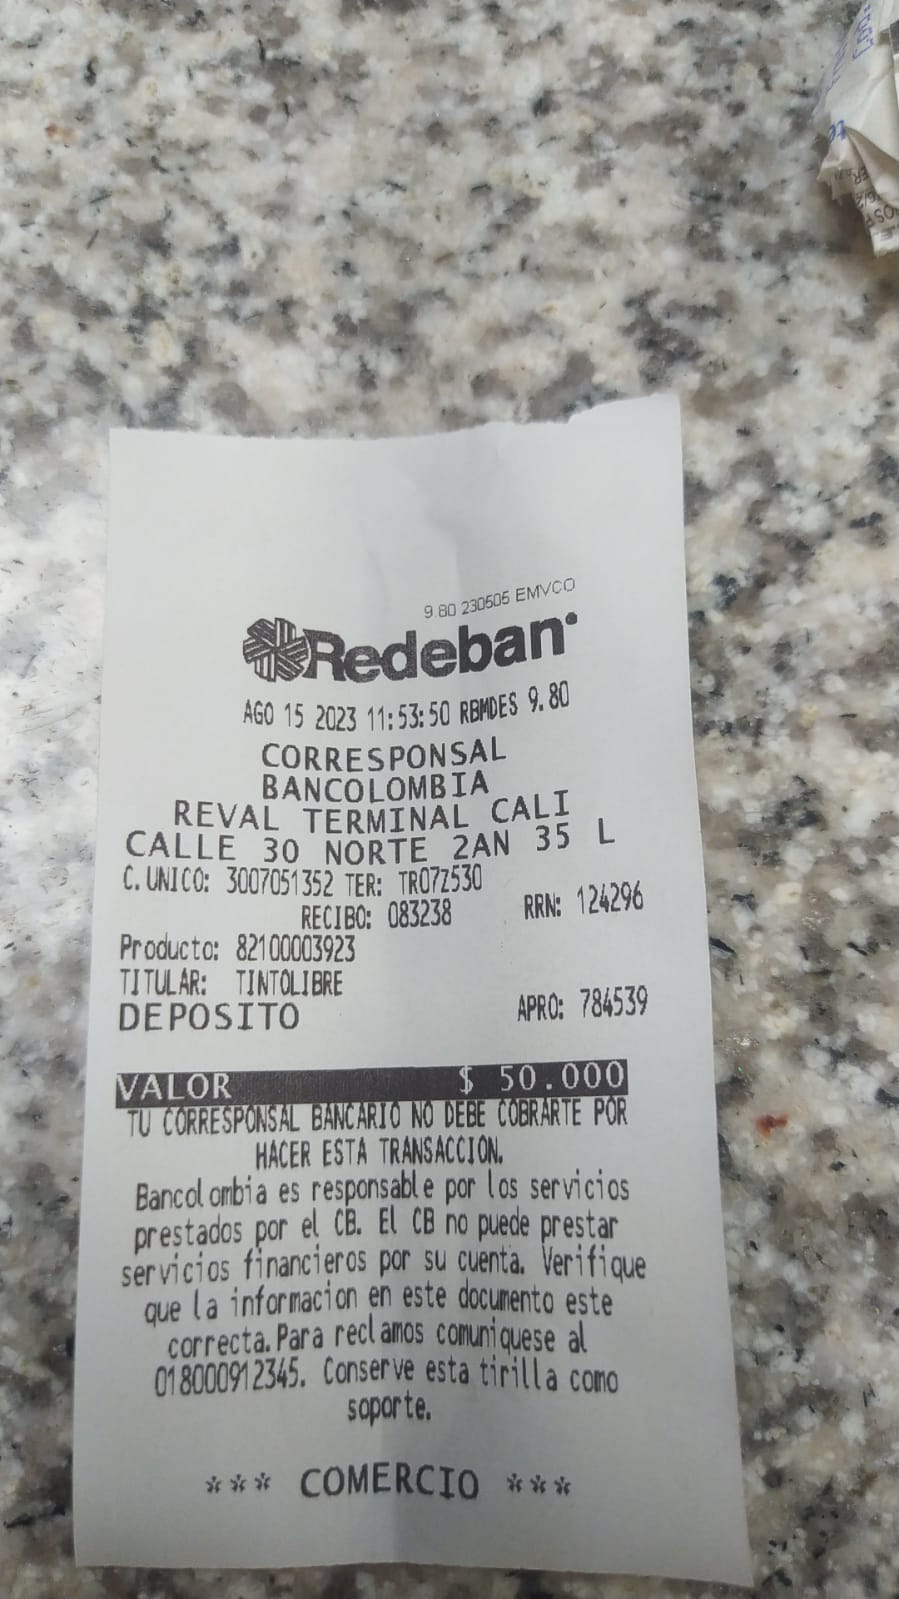 9.80 230505 EMVCO
Redeban
AGO 15 2023 11:53:50 RBMDES 9.80
CORRESPONSAL
BANCOLOMBIA
REVAL TERMINAL CALI
CALLE 30 NORTE 2AN 35 L
C. UNICO: 3007051352 TER: TR07Z530
RECIBO: 083238 RRN: 124296
Producto: 82100003923
TITULAR: TINTOLIBRE
DEPOSITO APRO: 784539
VALOR $ 50.000
TU CORRESPONSAL BANCARIO NO DEBE COBRARTE POR
HACER ESTA TRANSACCION.
Bancolombia es responsable por los servicios
prestados por el CB. El CB no puede prestar
servicios financieros por su cuenta. Verifique
que la informacion en este documento este
correcta. Para reclamos comuniquese al
018000912345. Conserve esta tirilla como
soporte.
*** COMERCIO ***